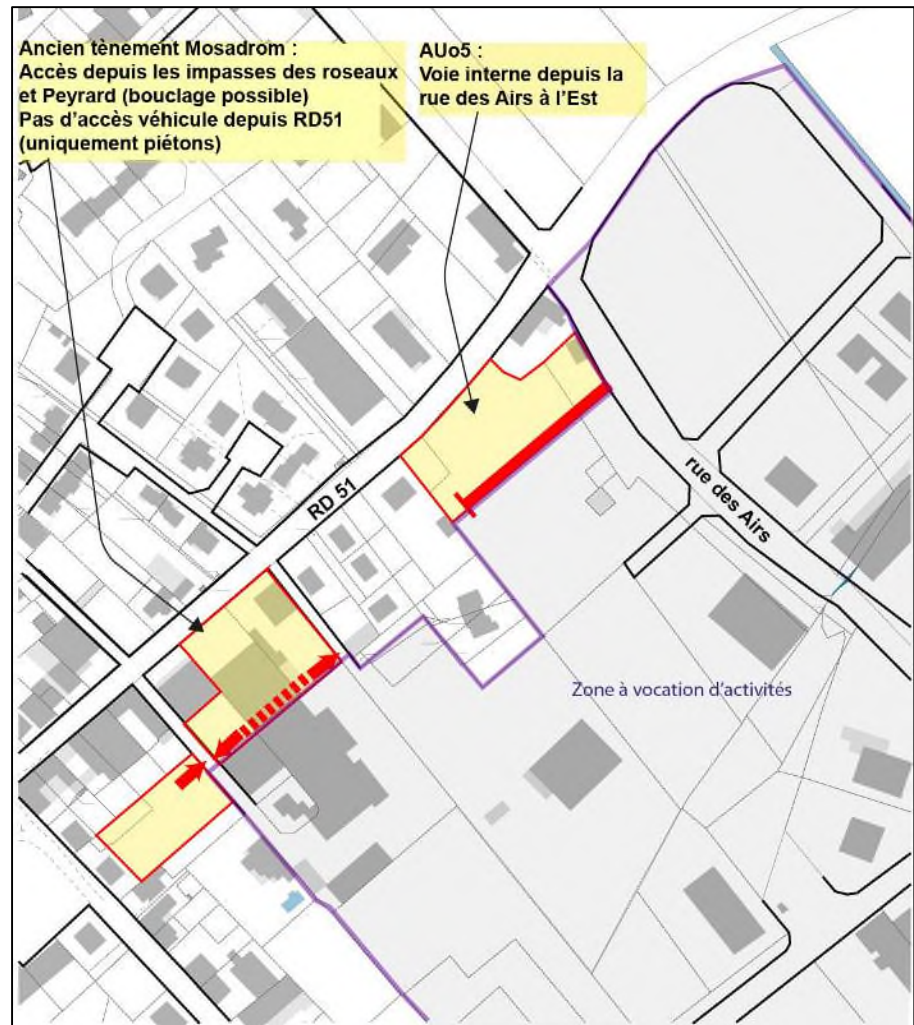 Ancien tènement Mosadrom :
Accès depuis les impasses des roseaux
et Peyrard (bouclage possible)
Pas d'accès véhicule depuis RD51
(uniquement piétons)
AUo5 :
Voie interne depuis la
rue des Airs à l'Est
RD 51
rue des Airs
Zone à vocation d'activités